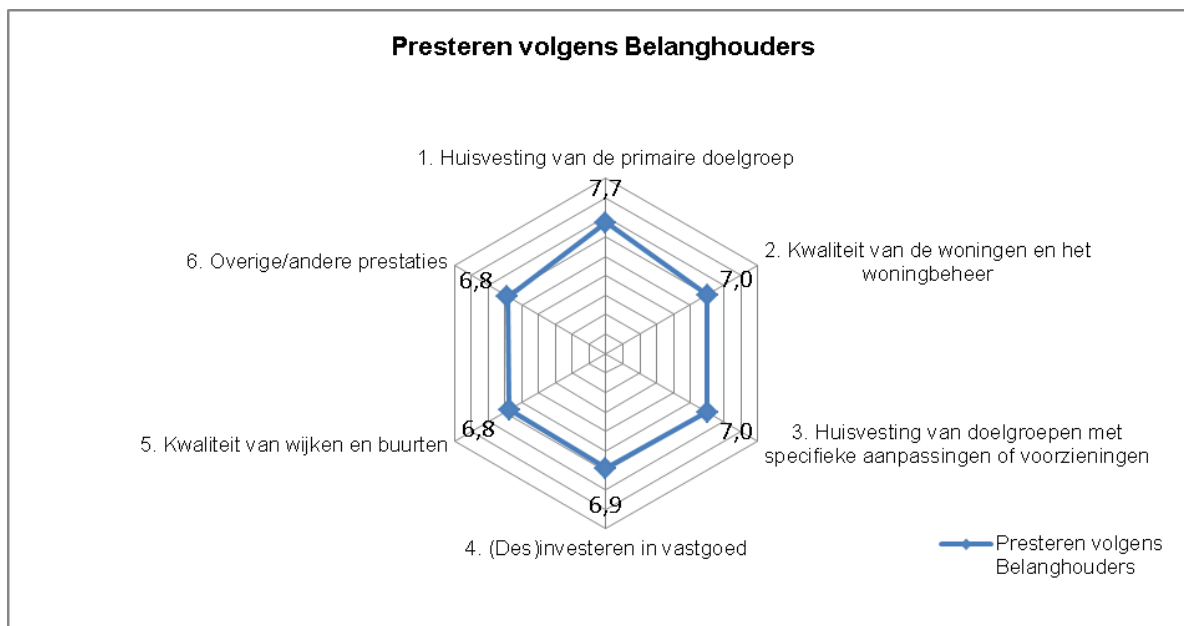 Presteren volgens Belanghouders
1. Huisvesting van de primaire doelgroep
7,7
2. Kwaliteit van de woningen en het
woningbeheer
7,0
3. Huisvesting van doelgroepen met
specifieke aanpassingen of voorzieningen
7,0
4. (Des)investeren in vastgoed
6,9
5. Kwaliteit van wijken en buurten
6,8
6. Overige/andere prestaties
6,8
Presteren volgens
Belanghouders